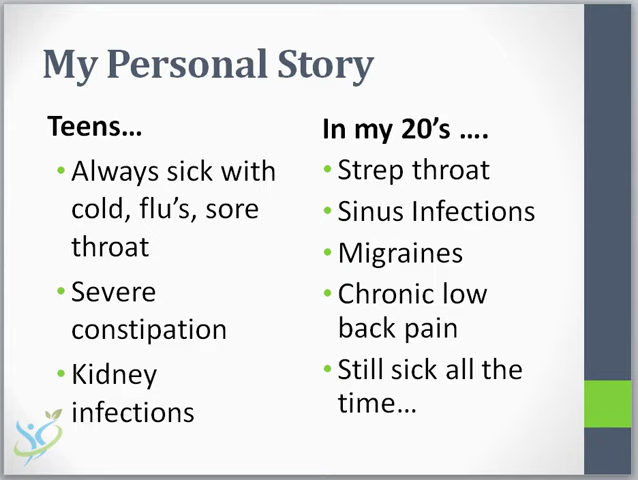 My Personal Story
Teens…
• Always sick with
cold, flu's, sore
throat
• Severe
constipation
• Kidney
infections
In my 20's ….
• Strep throat
• Sinus Infections
• Migraines
• Chronic low
back pain
• Still sick all the
time…